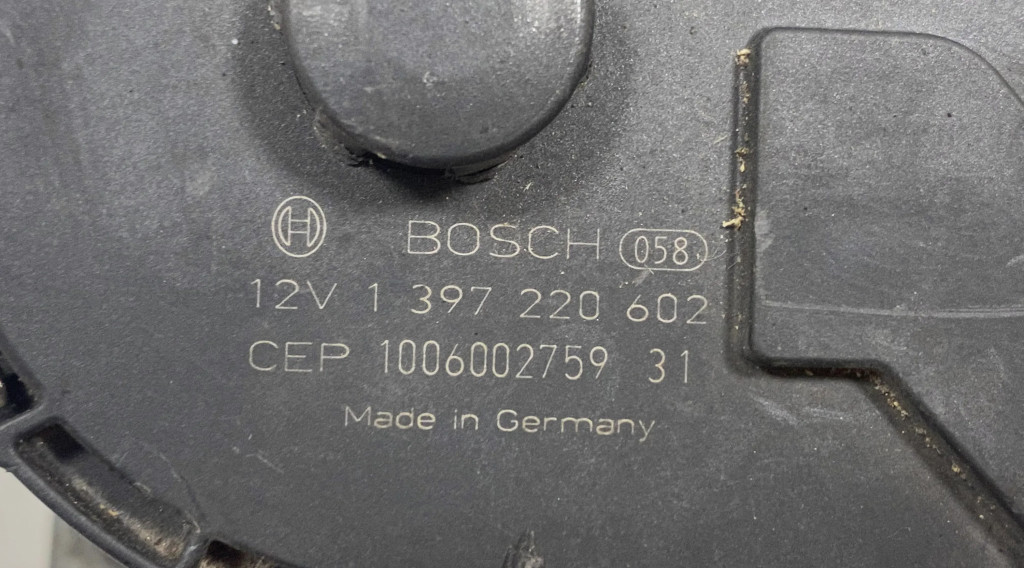 BOSCH 058
12V 1 397 220 602
CEP 1006002759 31
Made in Germany